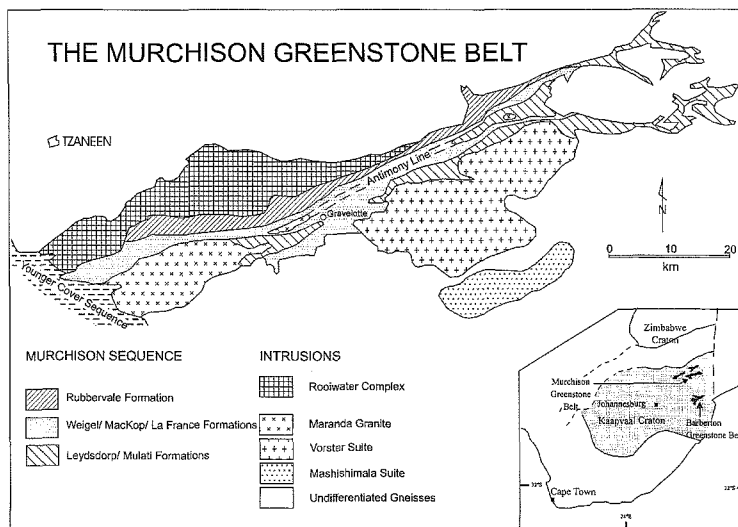 THE MURCHISON GREENSTONE BELT
TZANEEN
Antimony Line
Gravelotte
N
0 10 20
km
Younger Cover Sequence
MURCHISON SEQUENCE
Rubbervale Formation
Weigel/ MacKop/ La France Formations
Leydsdorp/ Mulati Formations
INTRUSIONS
Rooiwater Complex
Maranda Granite
Vorster Suite
Mashishimala Suite
Undifferentiated Gneisses
Zimbabwe
Craton
Murchison
Greenstone
Belt
Johannesburg
Kaapvaal Craton
Barberton
Greenstone Be
Cape Town